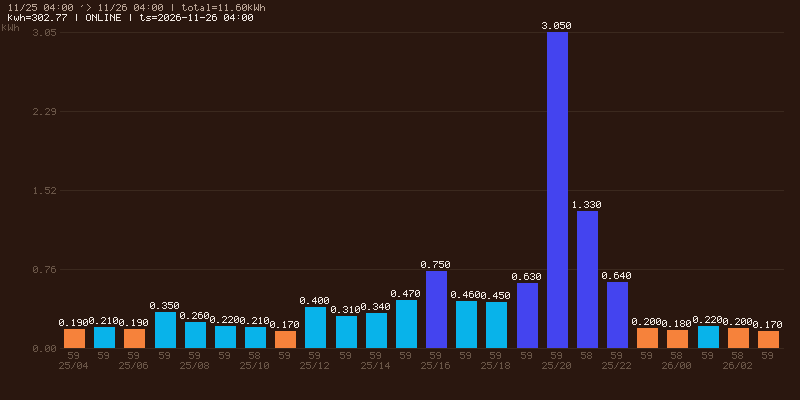 11/25 04:00 -> 11/26 04:00 | total=11.60kWh
Kwh=302.77 | ONLINE | ts=2026-11-26 04:00
kWh
3.05
2.29
1.52
0.76
0.00
0.190 0.210 0.190 0.350 0.260 0.220 0.210 0.170 0.400 0.310 0.340 0.470 0.750 0.460 0.450 0.630 3.050 1.330 0.640 0.200 0.180 0.220 0.200 0.170
59 59 59 59 59 59 58 59 59 59 59 59 59 59 59 59 59 58 59 59 58 59 58 59
25/04 25/06 25/08 25/10 25/12 25/14 25/16 25/18 25/20 25/22 26/00 26/02